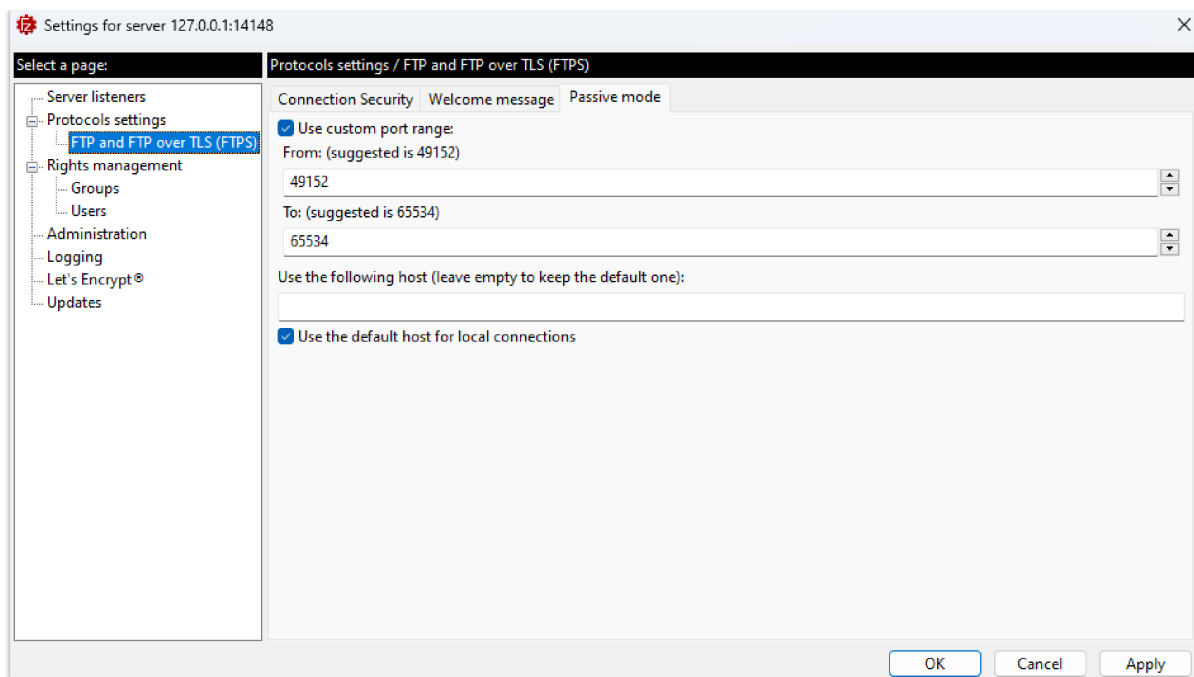 Settings for server 127.0.0.1:14148
Select a page:
Server listeners
Protocols settings
FTP and FTP over TLS (FTPS)
Rights management
Groups
Users
Administration
Logging
Let's Encrypt®
Updates
Protocols settings / FTP and FTP over TLS (FTPS)
Connection Security Welcome message Passive mode
Use custom port range:
From: (suggested is 49152)
49152
To: (suggested is 65534)
65534
Use the following host (leave empty to keep the default one):
Use the default host for local connections
OK Cancel Apply